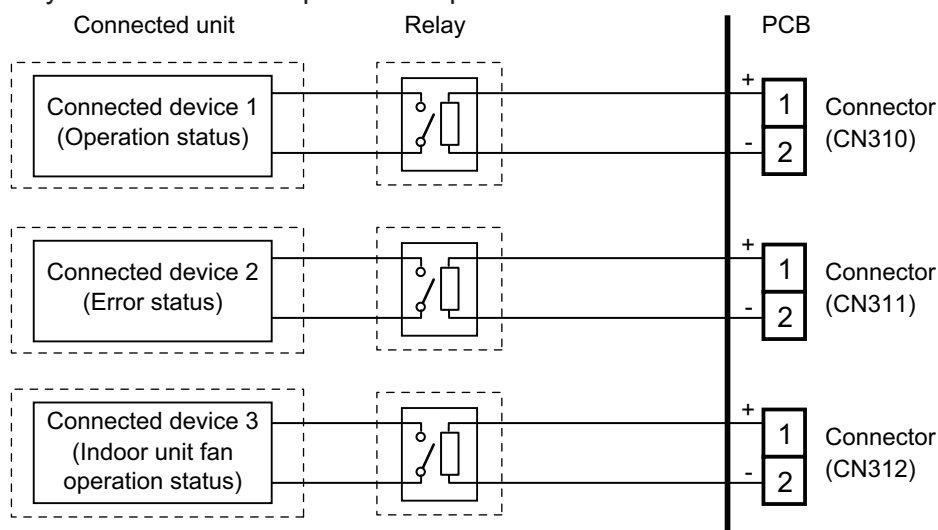 Connected unit Relay PCB
Connected device 1
(Operation status)
+
1
-
2
Connector
(CN310)
Connected device 2
(Error status)
+
1
-
2
Connector
(CN311)
Connected device 3
(Indoor unit fan
operation status)
+
1
-
2
Connector
(CN312)